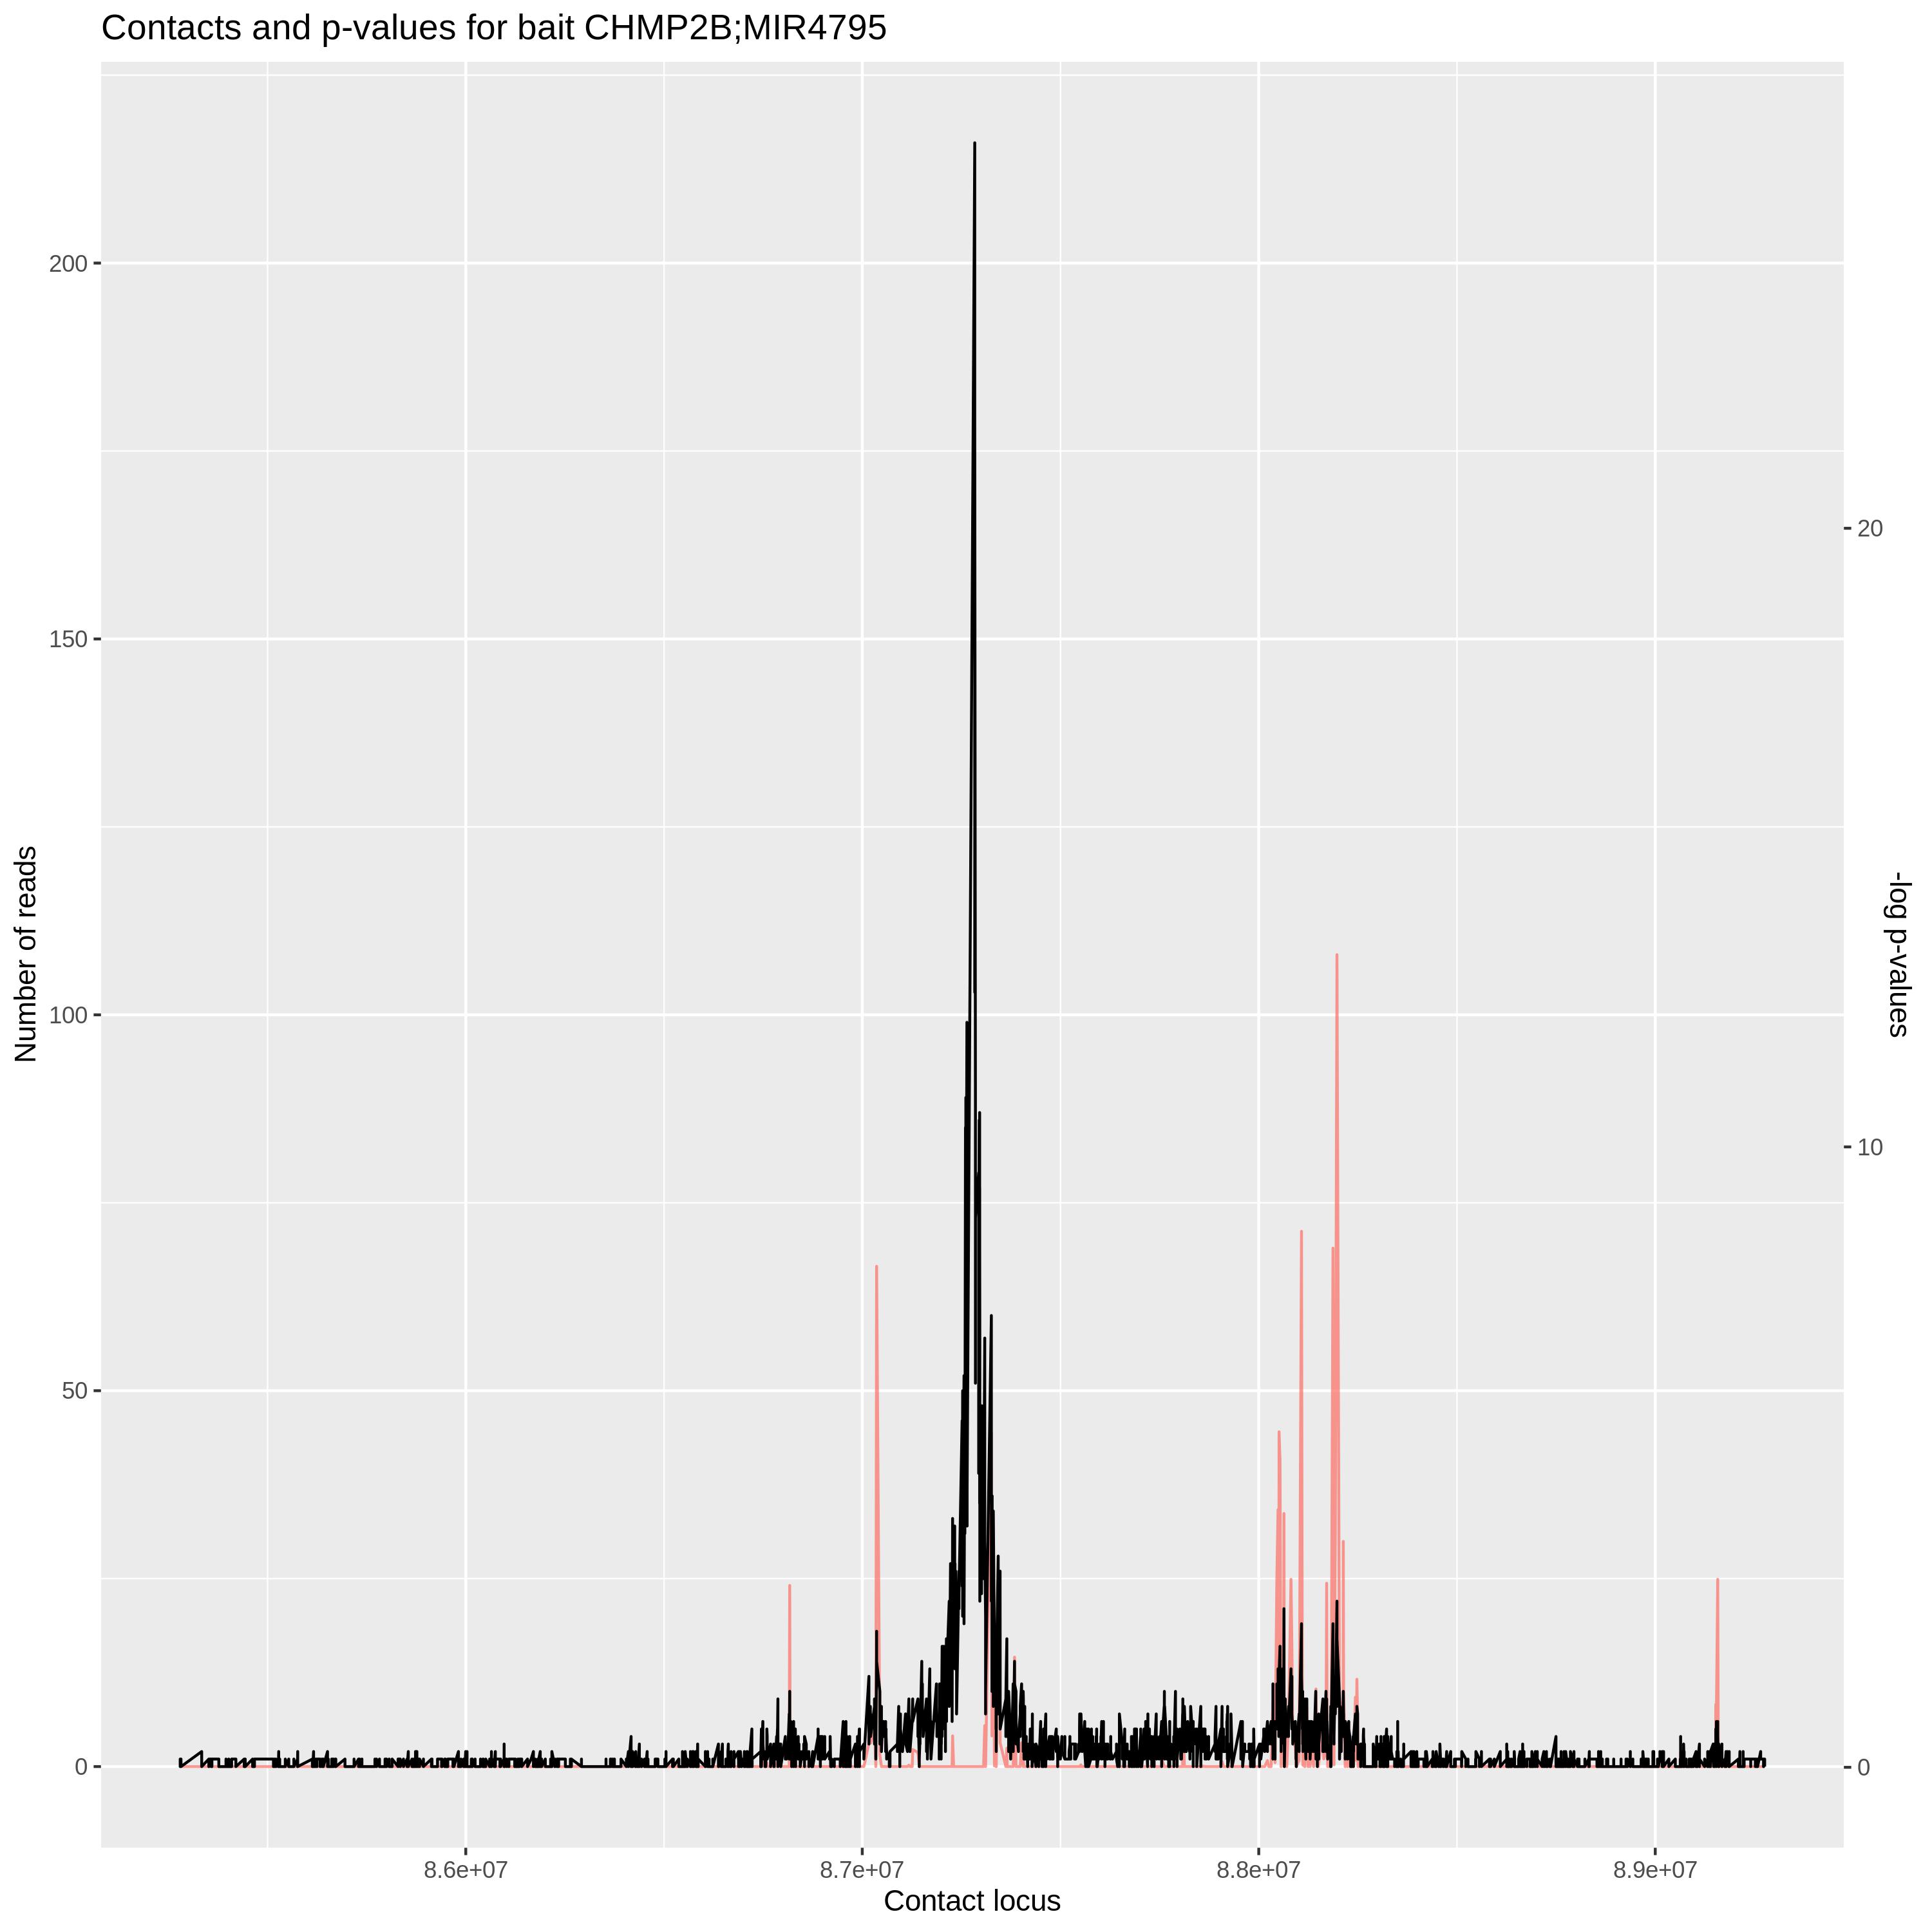 Contacts and p-values for bait CHMP2B;MIR4795
Number of reads
200
150
100
50
0
20
10
0
-log p-values
8.6e+07
8.7e+07
8.8e+07
8.9e+07
Contact locus